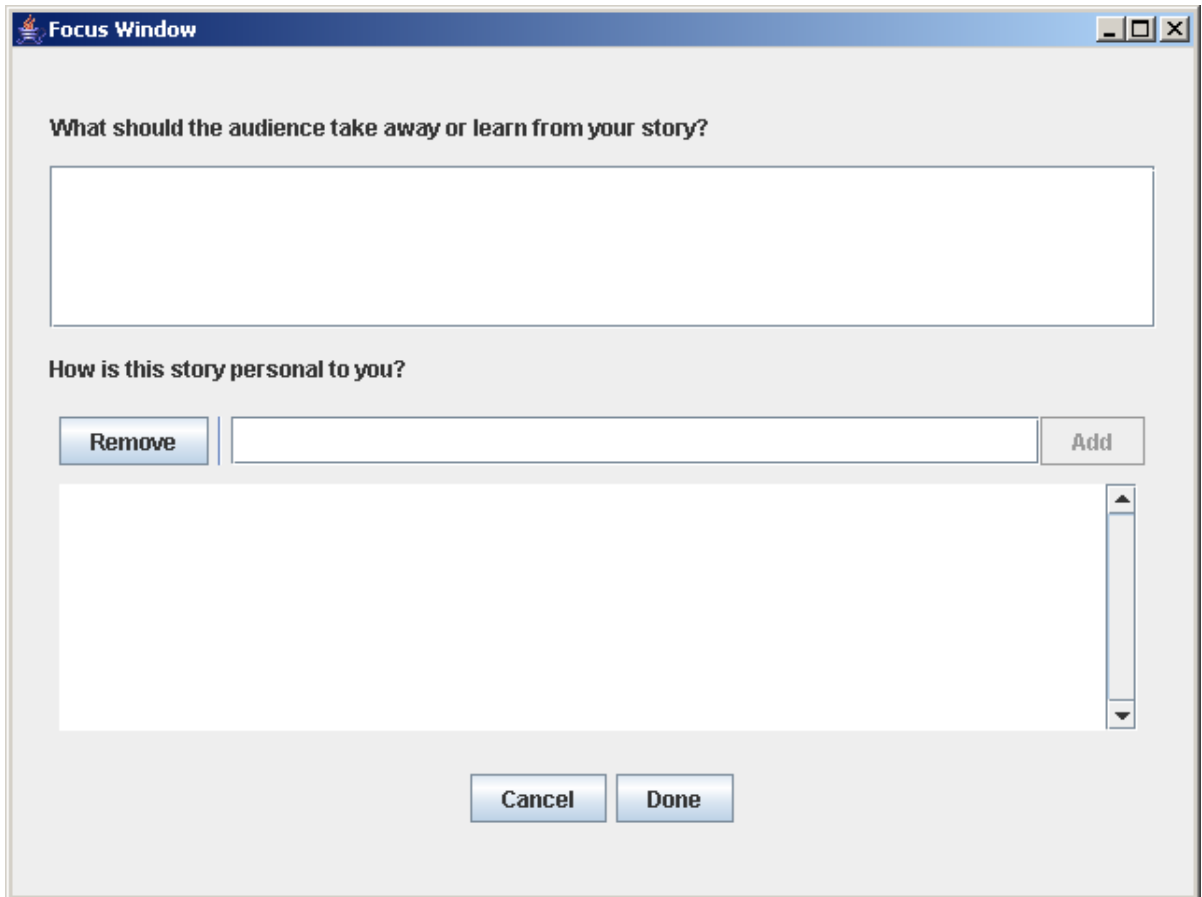 Focus Window
What should the audience take away or learn from your story?
How is this story personal to you?
Remove Add
Cancel Done